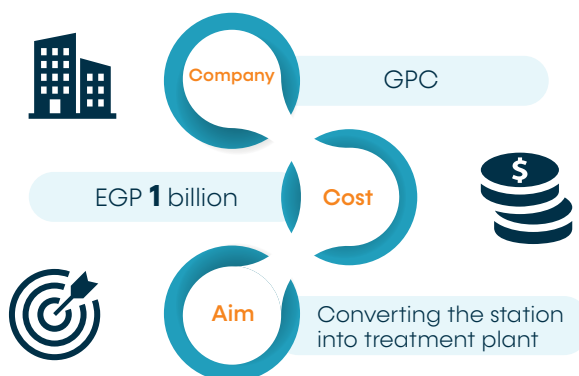 Company
GPC
EGP 1 billion
Cost
$
Aim
Converting the station
into treatment plant